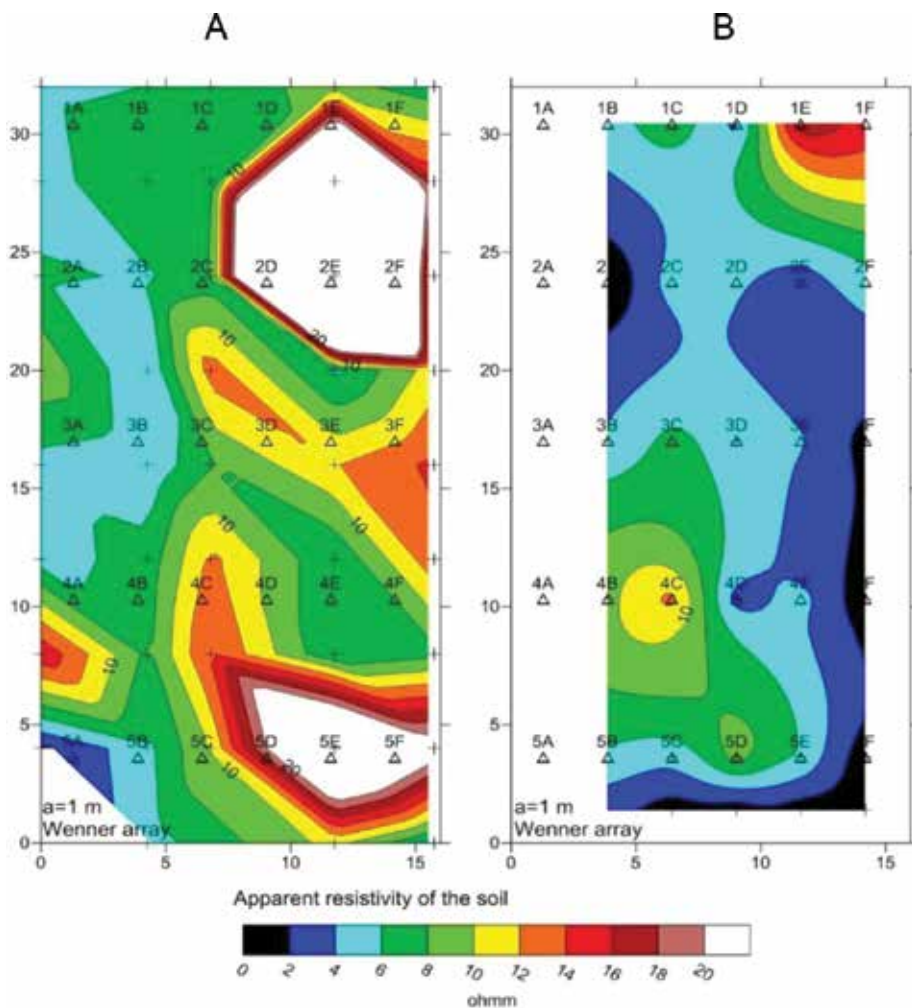 A B
1A 1B 1C 1D 1E 1F 1A 1B 1C 1D 1E 1F
30 30
10
25 25
2A 2B 2C 2D 2E 2F 2A 2C 2D 2E 2F
10 20 10
20 20
3A 3B 3C 3D 3E 3F 3A 3B 3C 3D
15 15
10 10
4A 4B 4C 4D 4E 4F 4A 4B 4C
10 10
10 10
5 5
5A 5B 5C 5D 5E 5F 5A 5B 5C 5D 5E
10 20
a=1 m a=1 m
Wenner array Wenner array
0 0
0 5 10 15 0 5 10 15
Apparent resistivity of the soil
0 2 4 6 8 10 12 14 16 18 20
ohmm